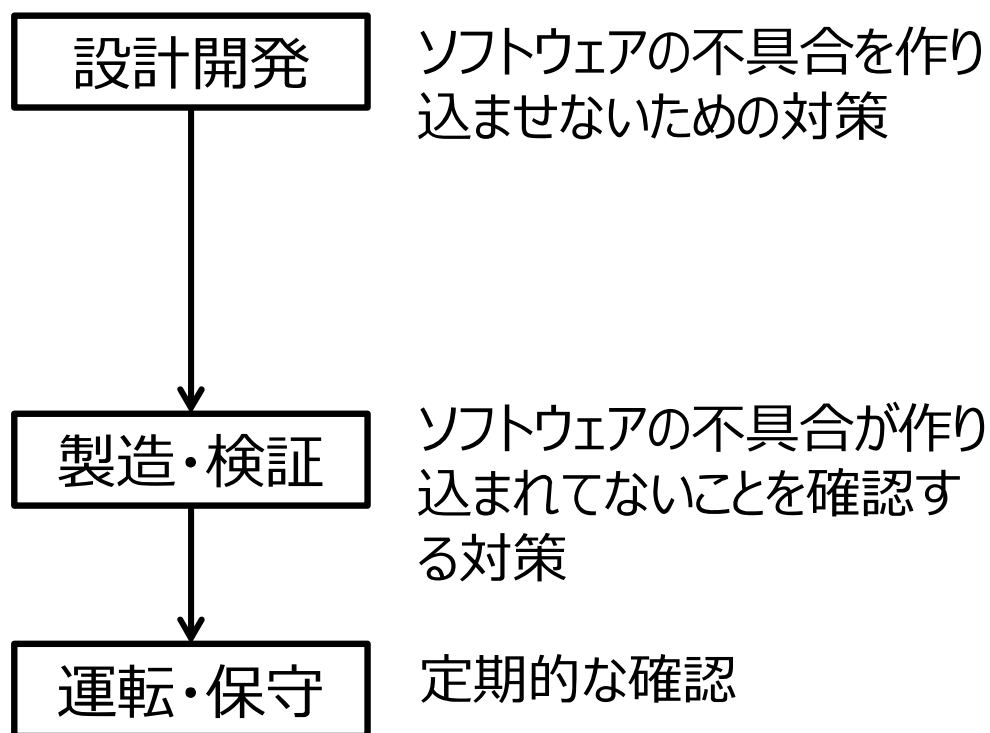 設計開発
ソフトウェアの不具合を作り
込ませないための対策
製造・検証
ソフトウェアの不具合が作り
込まれてないことを確認す
る対策
運転・保守
定期的な確認